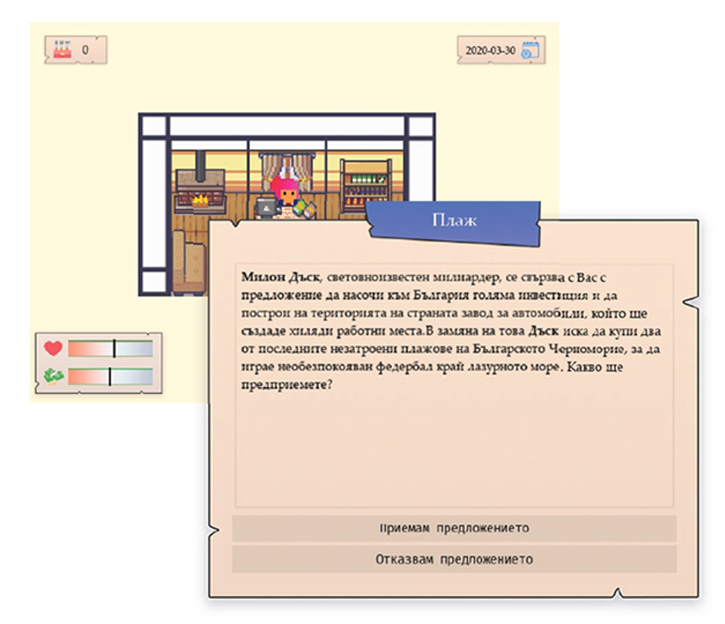 0
2020-03-30
Плаж
Милон Дъск, световноизвестен милиардер, се свързва с Вас с
предложение да насочи към България голяма инвестиция и да
построи на територията на страната завод за автомобили, който ще
създаде хиляди работни места.В замяна на това Дъск иска да купи два
от последните незатроени плажове на Българското Черноморие, за да
играе необезпокояван федербал край лазурното море. Какво ще
предприемете?
Приемам предложението
Отказвам предложението